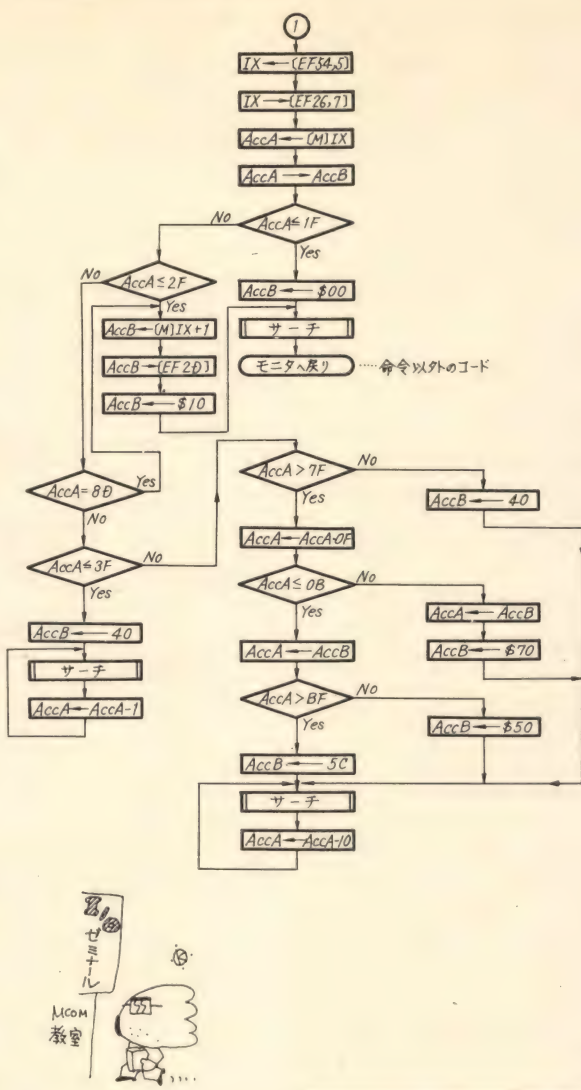 1
IX ← (EF54,5)
IX → (EF26,7)
AccA ← (M)IX
AccA → AccB
AccA≦1F
No
Yes
AccB ← $00
サーチ
モニタへ戻り
……命令以外のコード
AccA≦2F
No
Yes
AccB ← (M)IX+1
AccB → (EF2D)
AccB ← $10
AccA=8D
Yes
No
AccA≦3F
No
Yes
AccB ← 40
サーチ
AccA ← AccA-1
AccA>7F
No
Yes
AccB ← 40
AccA ← AccA·0F
AccA≦0B
No
Yes
AccA ← AccB
AccB ← $70
AccA ← AccB
AccA>BF
No
Yes
AccB ← $50
AccB ← 5C
サーチ
AccA ← AccA-10
ゼミナール
MCOM
教室